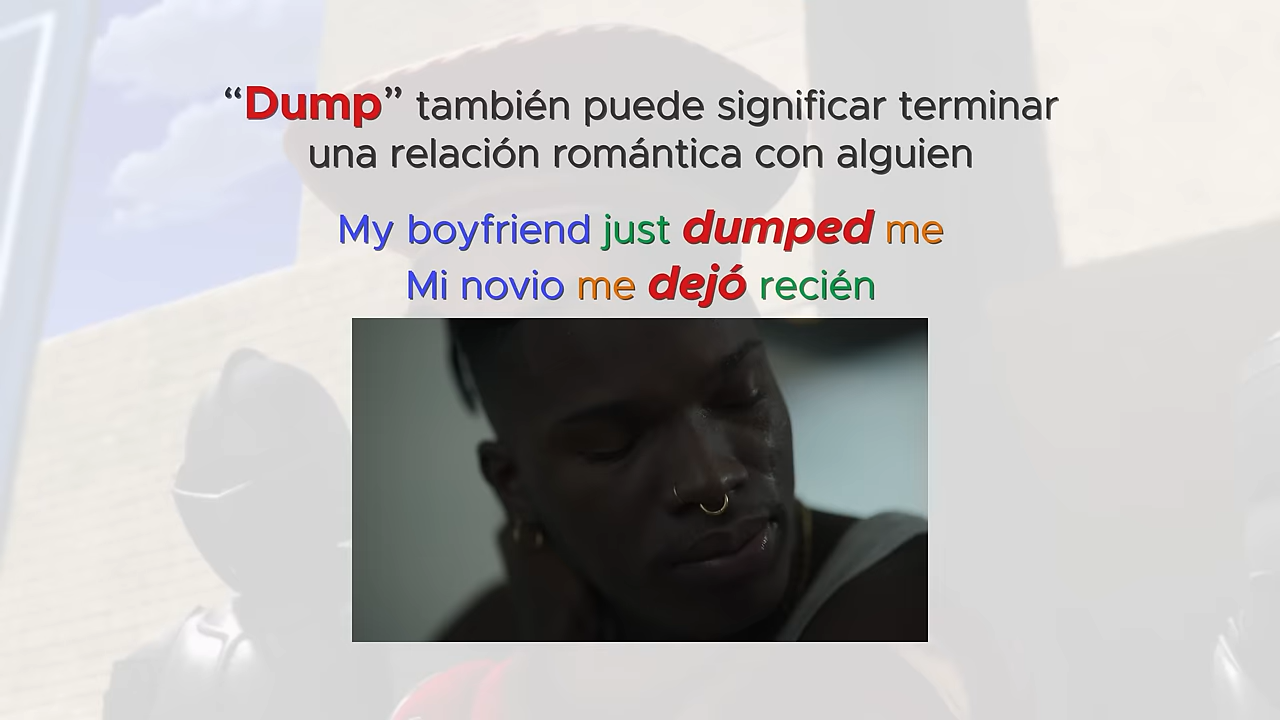 “Dump” también puede significar terminar
una relación romántica con alguien
My boyfriend just dumped me
Mi novio me dejó recién